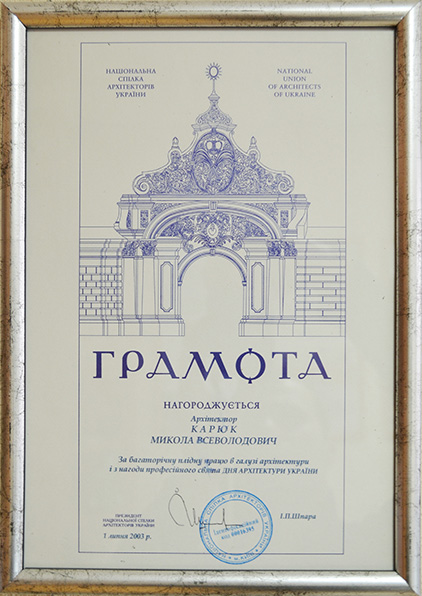 НАЦІОНАЛЬНА
СПІЛКА
АРХІТЕКТОРІВ
УКРАЇНИ
NATIONAL
UNION
OF ARCHITECTS
OF UKRAINE
ГРАМОТА
НАГОРОДЖУЄТЬСЯ
Архітектор
КАРЮК
МИКОЛА ВСЕВОЛОДОВИЧ
За багаторічну плідну працю в галузі архітектури
і з нагоди професійного свята ДНЯ АРХІТЕКТУРИ УКРАЇНИ
ПРЕЗИДЕНТ
НАЦІОНАЛЬНОЇ СПІЛКИ
АРХІТЕКТОРІВ УКРАЇНИ
І.П.Шпара
1 липня 2003 р.